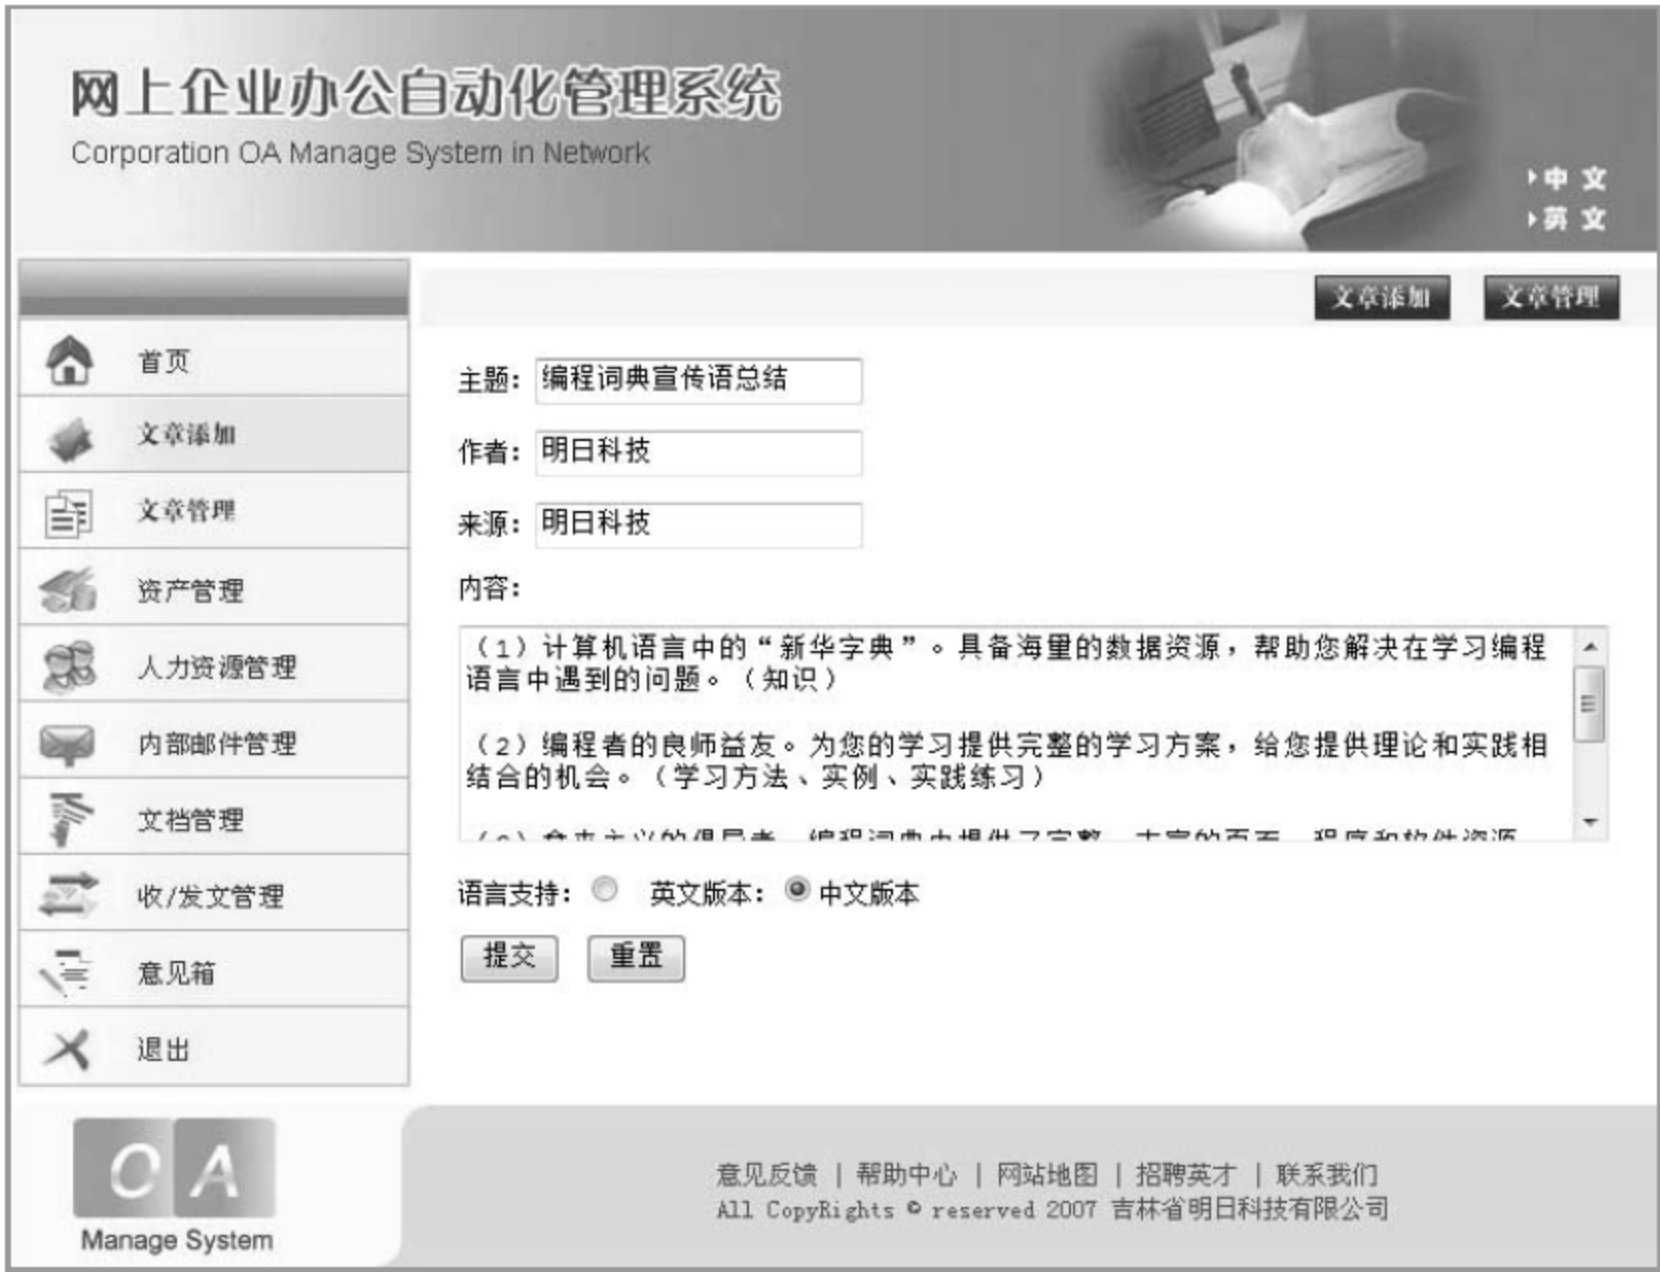 网上企业办公自动化管理系统
Corporation OA Manage System in Network
中 文
英 文
文章添加 文章管理
首页
文章添加
文章管理
资产管理
人力资源管理
内部邮件管理
文档管理
收/发文管理
意见箱
退出
主题： 编程词典宣传语总结
作者： 明日科技
来源： 明日科技
内容：
（1）计算机语言中的“新华字典”。具备海量的数据资源，帮助您解决在学习编程
语言中遇到的问题。（知识）
（2）编程者的良师益友。为您的学习提供完整的学习方案，给您提供理论和实践相
结合的机会。（学习方法、实例、实践练习）
语言支持： 英文版本： 中文版本
提交 重置
OA
Manage System
意见反馈 | 帮助中心 | 网站地图 | 招聘英才 | 联系我们
All CopyRights © reserved 2007 吉林省明日科技有限公司